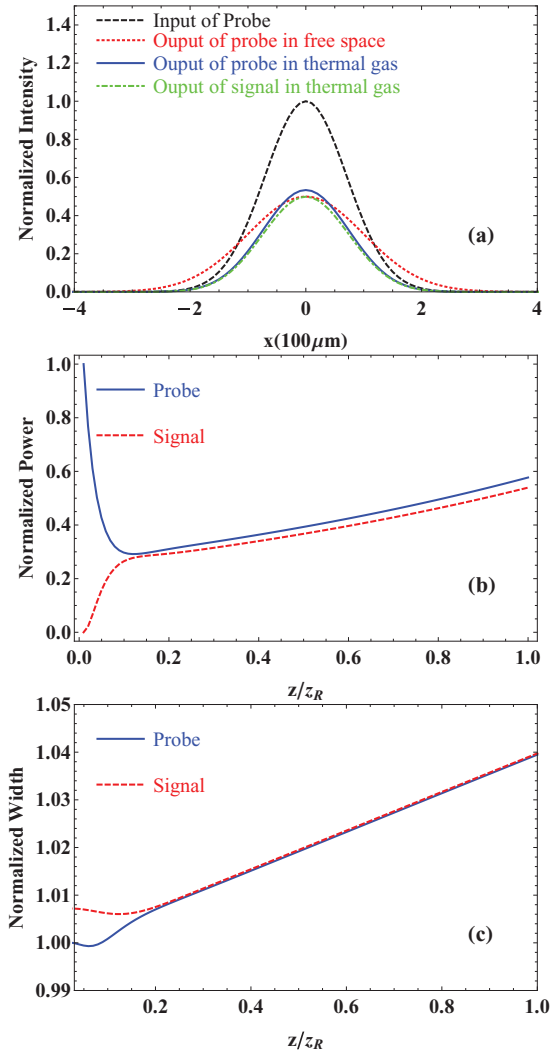 Input of Probe
Ouput of probe in free space
Ouput of probe in thermal gas
Ouput of signal in thermal gas
Normalized Intensity
1.4
1.2
1.0
0.8
0.6
0.4
0.2
0.0
(a)
−4 −2 0 2 4
x(100μm)
Normalized Power
1.0
0.8
0.6
0.4
0.2
0.0
Probe
Signal
(b)
0.0 0.2 0.4 0.6 0.8 1.0
z/zR
Normalized Width
1.05
1.04
1.03
1.02
1.01
1.00
0.99
Probe
Signal
(c)
0.2 0.4 0.6 0.8 1.0
z/zR